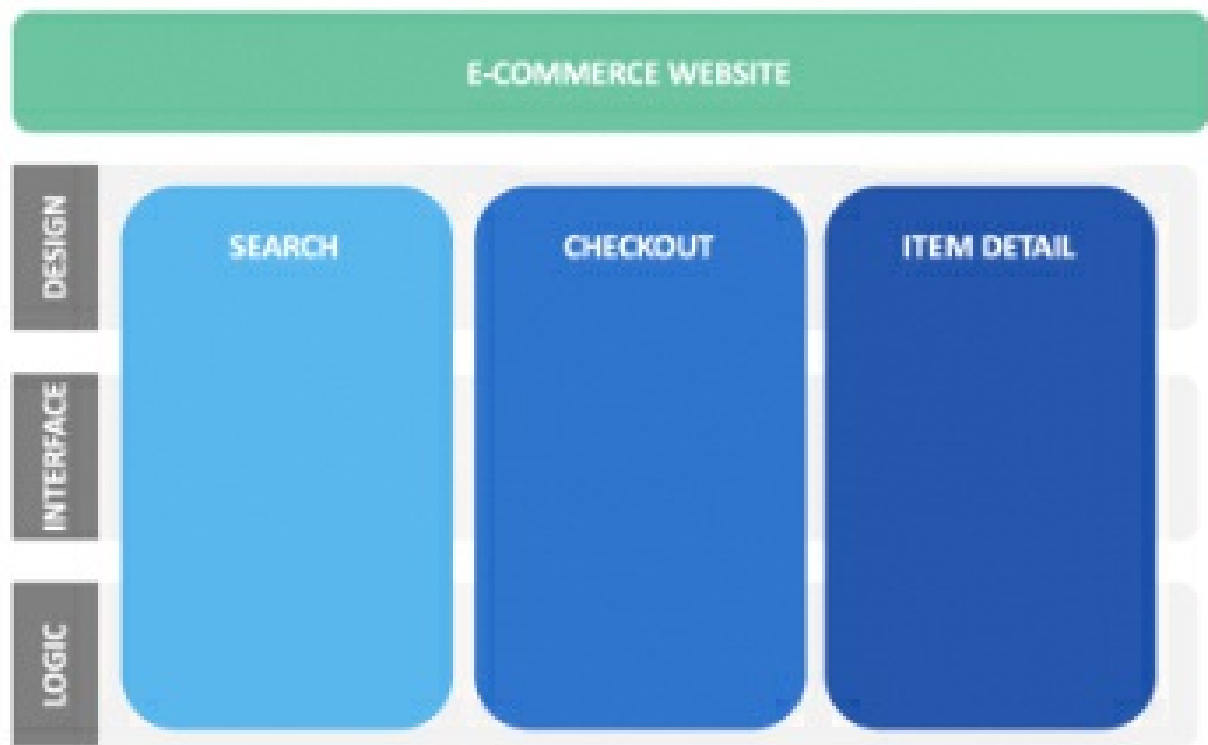 E-COMMERCE WEBSITE
DESIGN
SEARCH
CHECKOUT
ITEM DETAIL
INTERFACE
LOGIC